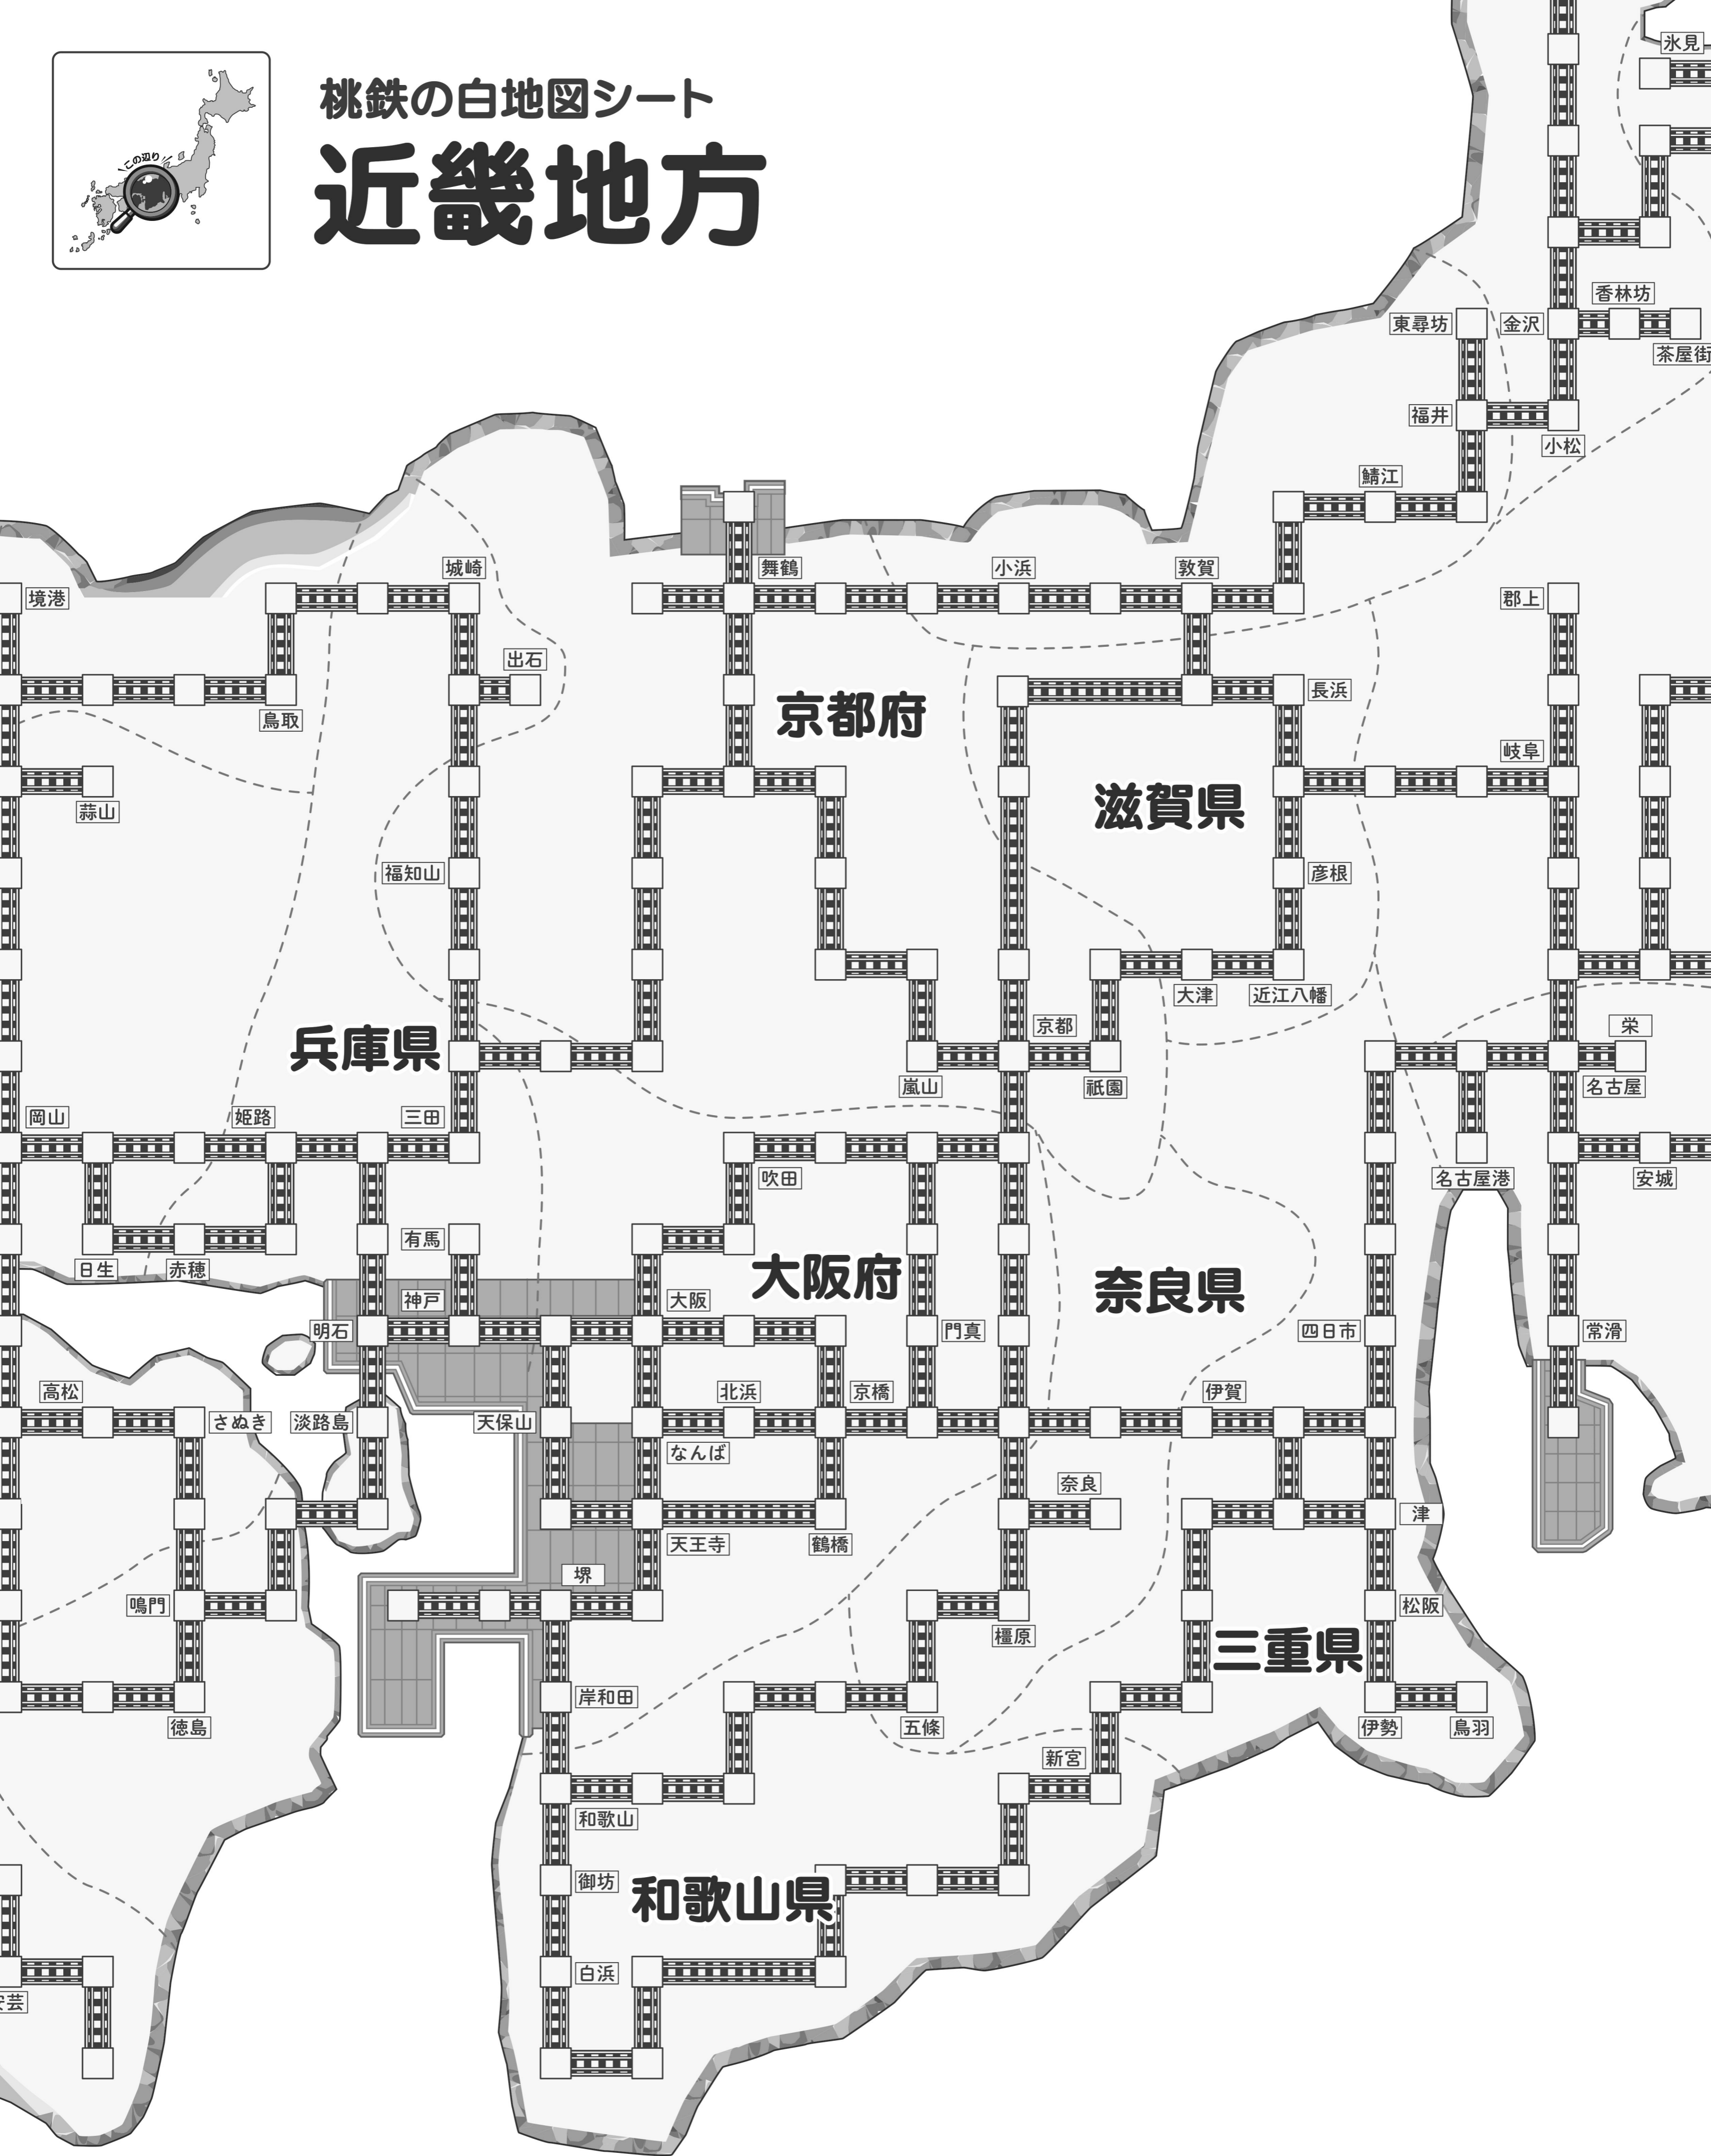 桃鉄の白地図シート
近畿地方
この辺り
氷見
香林坊
東尋坊
金沢
茶屋街
福井
小松
鯖江
城崎
舞鶴
小浜
敦賀
境港
郡上
出石
鳥取
京都府
長浜
岐阜
蒜山
滋賀県
福知山
彦根
大津
近江八幡
京都
栄
兵庫県
嵐山
祇園
名古屋
岡山
姫路
三田
吹田
名古屋港
安城
有馬
日生
赤穂
大阪府
奈良県
神戸
大阪
明石
門真
四日市
常滑
高松
北浜
京橋
伊賀
さぬき
淡路島
天保山
なんば
奈良
津
天王寺
鶴橋
堺
鳴門
松阪
橿原
三重県
岸和田
徳島
五條
伊勢
鳥羽
新宮
和歌山
御坊
和歌山県
白浜
安芸